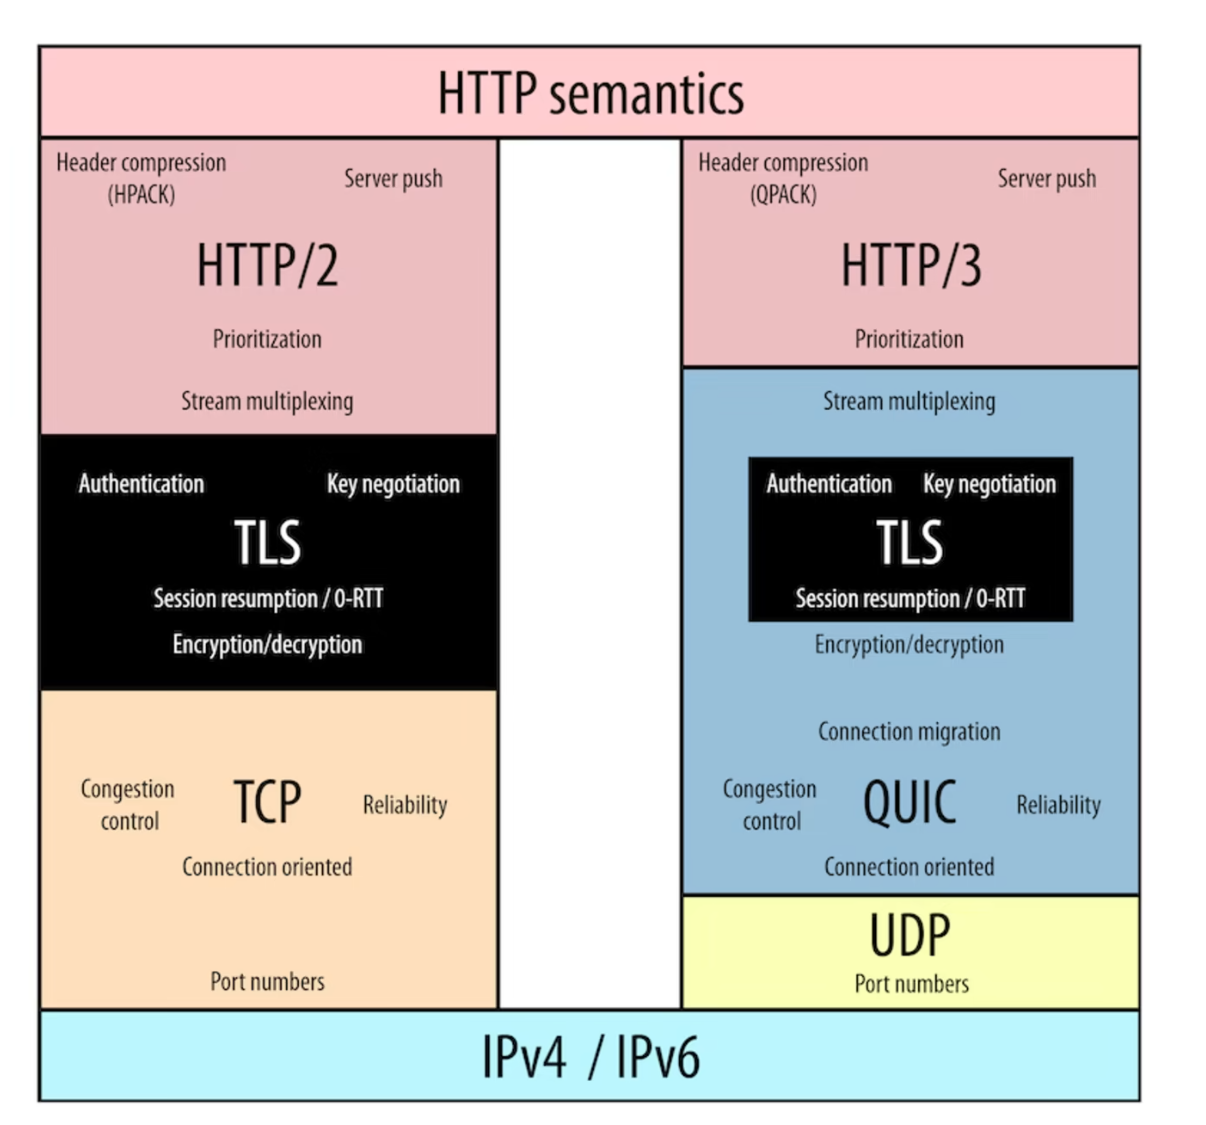 HTTP semantics
Header compression
(HPACK)
Server push
HTTP/2
Prioritization
Stream multiplexing
Authentication
Key negotiation
TLS
Session resumption / 0-RTT
Encryption/decryption
Congestion
control
TCP
Reliability
Connection oriented
Port numbers
Header compression
(QPACK)
Server push
HTTP/3
Prioritization
Stream multiplexing
Authentication
Key negotiation
TLS
Session resumption / 0-RTT
Encryption/decryption
Connection migration
Congestion
control
QUIC
Reliability
Connection oriented
UDP
Port numbers
IPv4 / IPv6